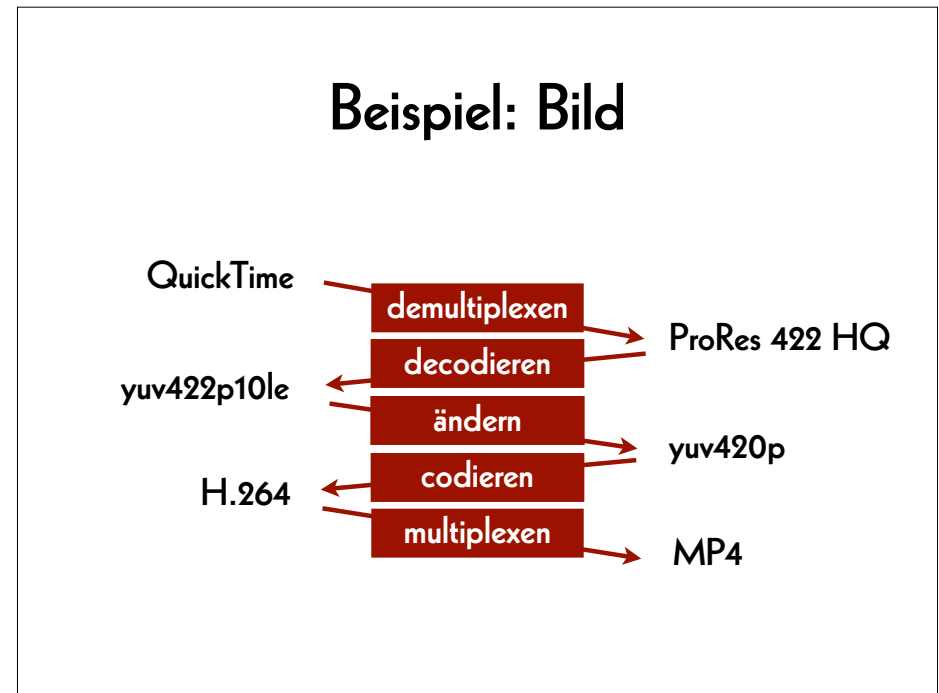 Beispiel: Bild
QuickTime
demultiplexen
ProRes 422 HQ
decodieren
yuv422p10le
ändern
yuv420p
codieren
H.264
multiplexen
MP4